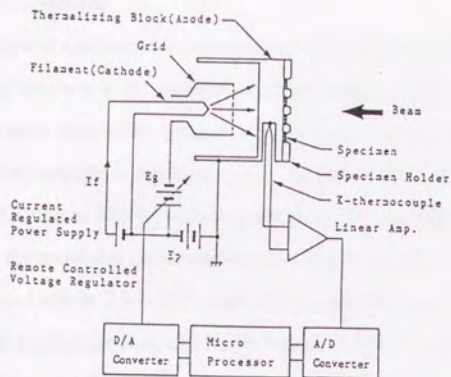 Thermalizing Block(Anode)
Grid
Filament(Cathode)
Beam
Specimen
Eg
If
Specimen Holder
K-thermocouple
Current
Regulated
Power Supply
Linear Amp.
Remote Controlled
Voltage Regulator
D/A
Converter
Micro
Processor
A/D
Converter